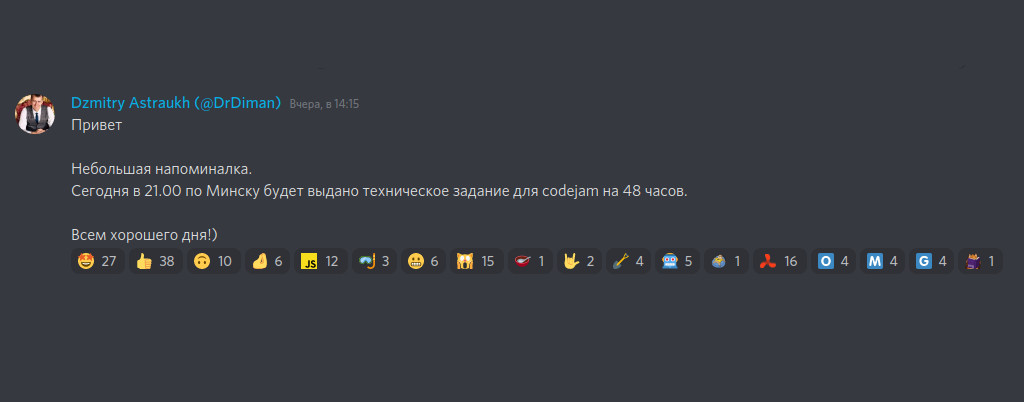 Dzmitry Astraukh (@DrDiman) Вчера, в 14:15
Привет
Небольшая напоминалка.
Сегодня в 21.00 по Минску будет выдано техническое задание для codejam на 48 часов.
Всем хорошего дня!)
27 38 10 6 JS 12 3 6 15 1 2 4 5 1 16 O 4 M 4 G 4 1